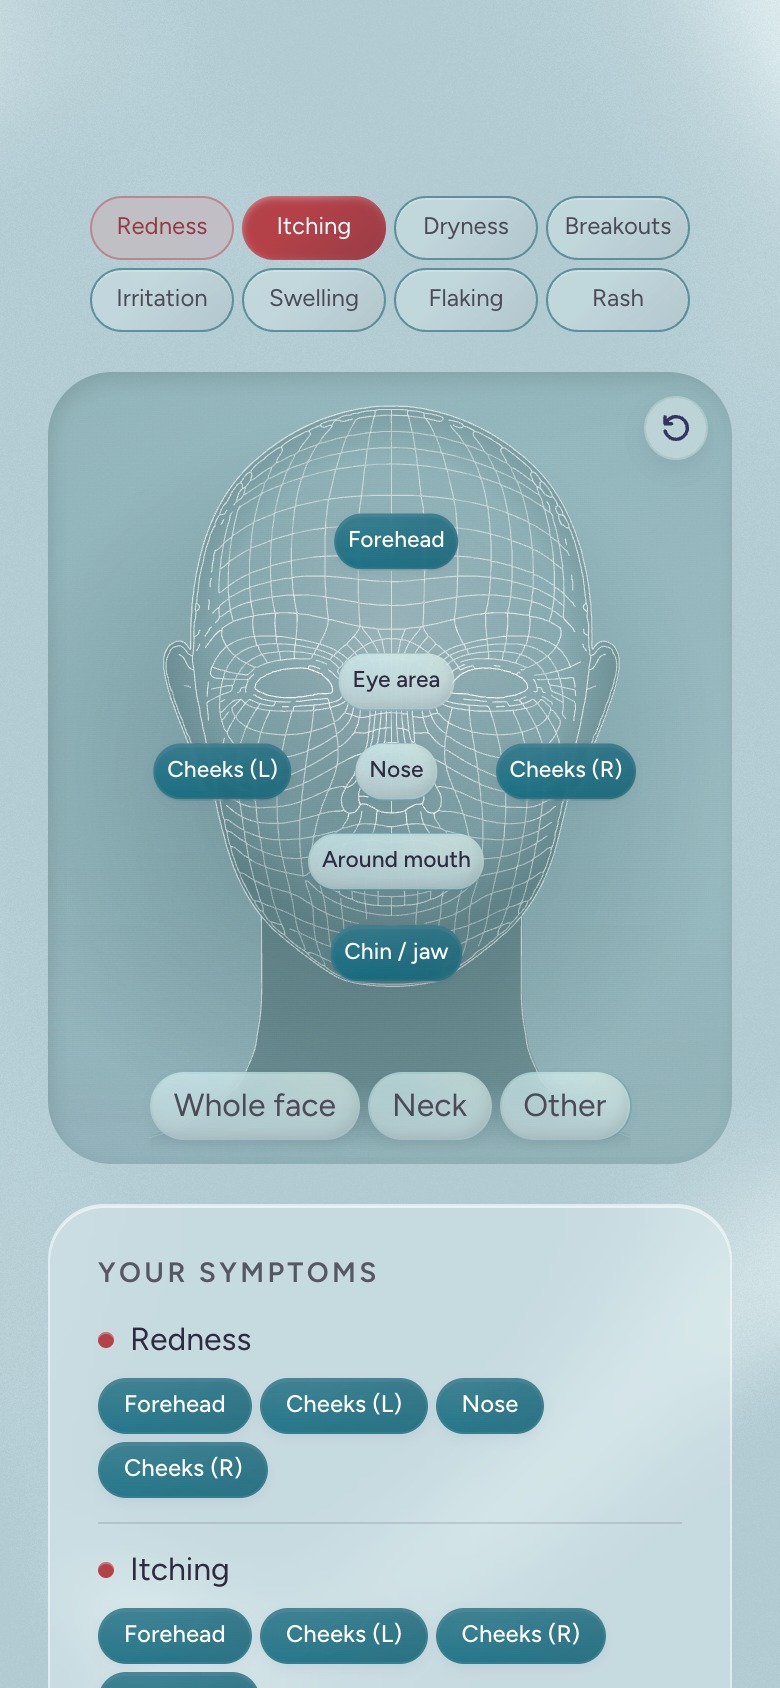 Redness Itching Dryness Breakouts
Irritation Swelling Flaking Rash
Forehead
Eye area
Cheeks (L) Nose Cheeks (R)
Around mouth
Chin / jaw
Whole face Neck Other
YOUR SYMPTOMS
Redness
Forehead Cheeks (L) Nose
Cheeks (R)
Itching
Forehead Cheeks (L) Cheeks (R)